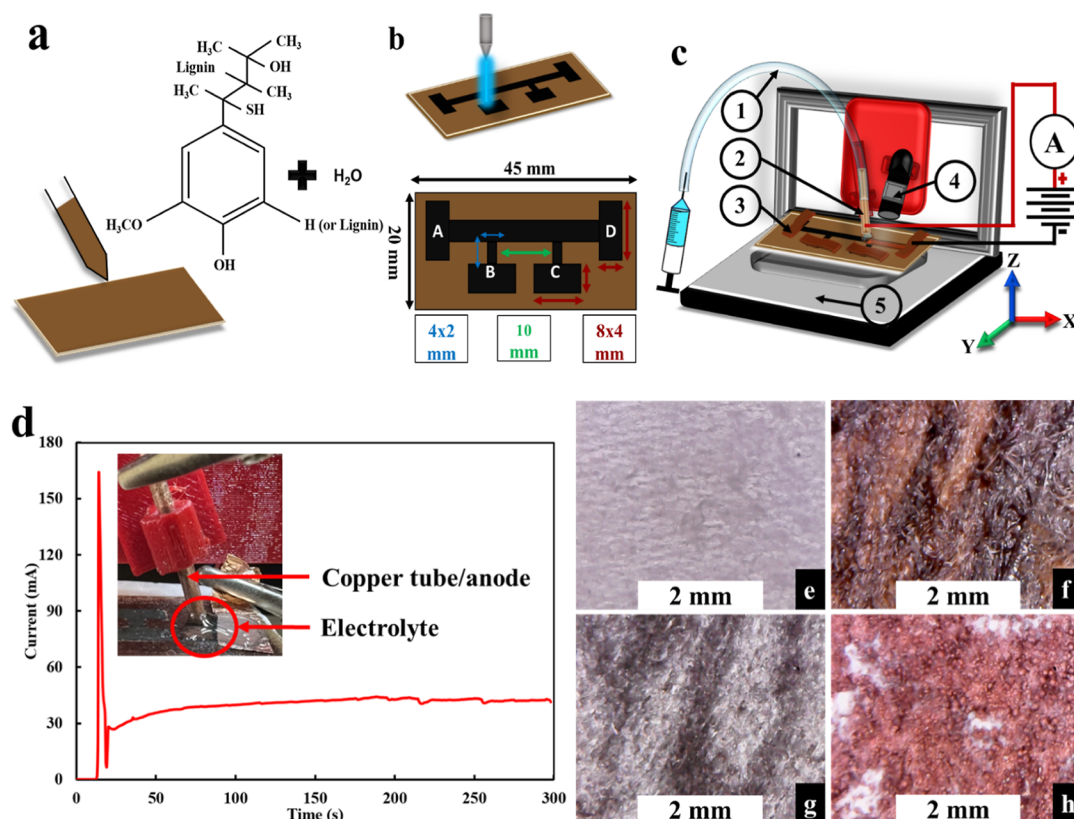 a
H₃C
CH₃
Lignin
OH
H₃C
CH₃
SH
H₂O
H₃CO
H (or Lignin)
OH
b
45 mm
20 mm
A
D
B
C
4x2
mm
10
mm
8x4
mm
c
1
2
3
4
5
A
+
-
Z
X
Y
d
Current (mA)
180
150
120
90
60
30
0
0
50
100
150
200
250
300
Time (s)
Copper tube/anode
Electrolyte
2 mm
e
2 mm
f
2 mm
g
2 mm
h